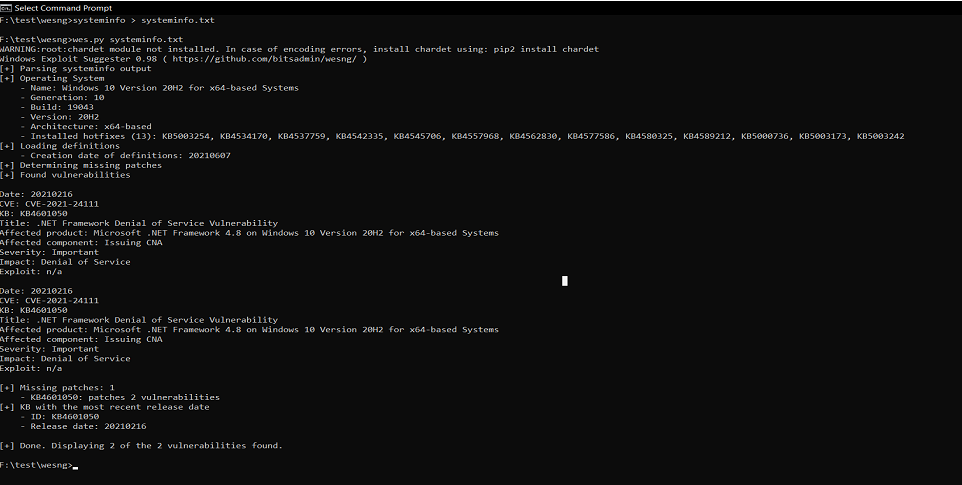 Select Command Prompt
F:\test\wesng>systeminfo > systeminfo.txt
F:\test\wesng>wes.py systeminfo.txt
WARNING:root:chardet module not installed. In case of encoding errors, install chardet using: pip2 install chardet
Windows Exploit Suggester 0.98 ( https://github.com/bitsadmin/wesng/ )
[+] Parsing systeminfo output
[+] Operating System
- Name: Windows 10 Version 20H2 for x64-based Systems
- Generation: 10
- Build: 19043
- Version: 20H2
- Architecture: x64-based
- Installed hotfixes (13): KB5003254, KB4534170, KB4537759, KB4542335, KB4545706, KB4557968, KB4562830, KB4577586, KB4580325, KB4589212, KB5000736, KB5003173, KB5003242
[+] Loading definitions
- Creation date of definitions: 20210607
[+] Determining missing patches
[+] Found vulnerabilities
Date: 20210216
CVE: CVE-2021-24111
KB: KB4601050
Title: .NET Framework Denial of Service Vulnerability
Affected product: Microsoft .NET Framework 4.8 on Windows 10 Version 20H2 for x64-based Systems
Affected component: Issuing CNA
Severity: Important
Impact: Denial of Service
Exploit: n/a
Date: 20210216
CVE: CVE-2021-24111
KB: KB4601050
Title: .NET Framework Denial of Service Vulnerability
Affected product: Microsoft .NET Framework 4.8 on Windows 10 Version 20H2 for x64-based Systems
Affected component: Issuing CNA
Severity: Important
Impact: Denial of Service
Exploit: n/a
[+] Missing patches: 1
- KB4601050: patches 2 vulnerabilities
[+] KB with the most recent release date
- ID: KB4601050
- Release date: 20210216
[+] Done. Displaying 2 of the 2 vulnerabilities found.
F:\test\wesng>